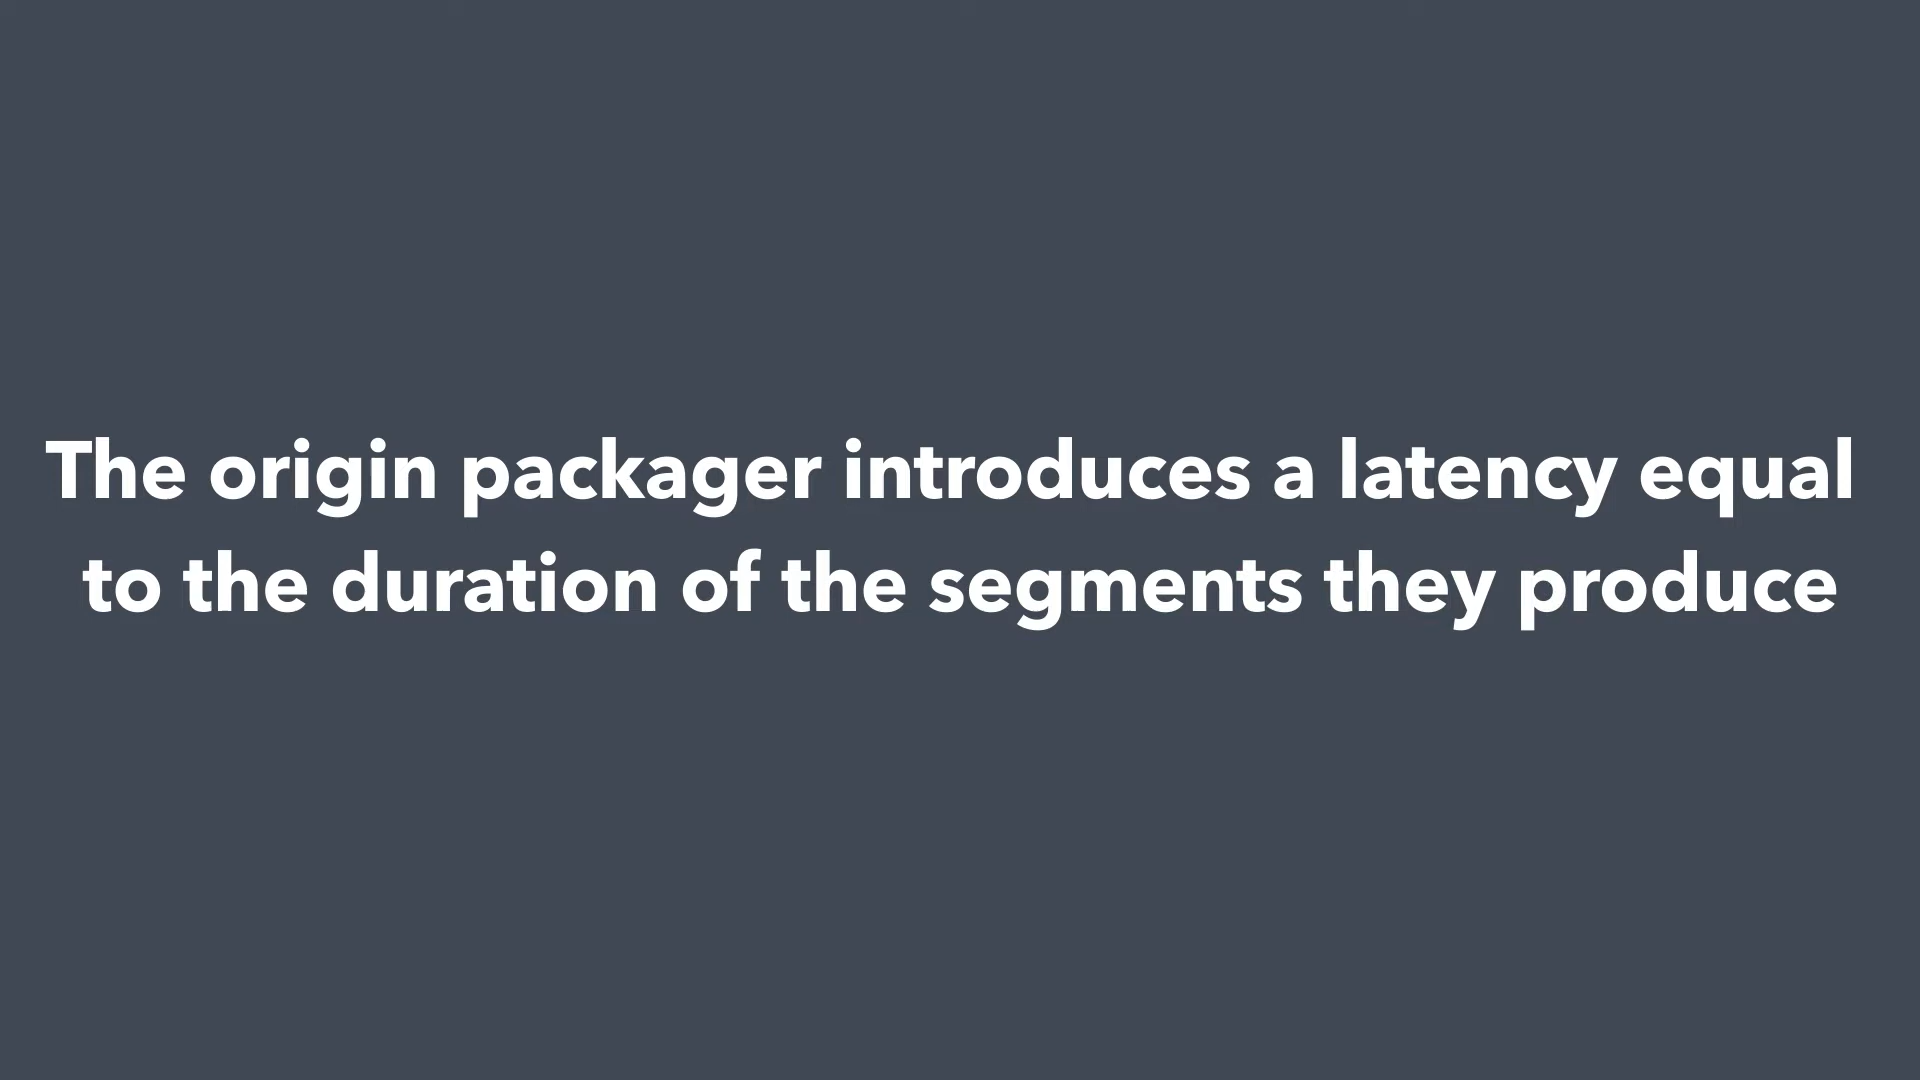 The origin packager introduces a latency equal
to the duration of the segments they produce